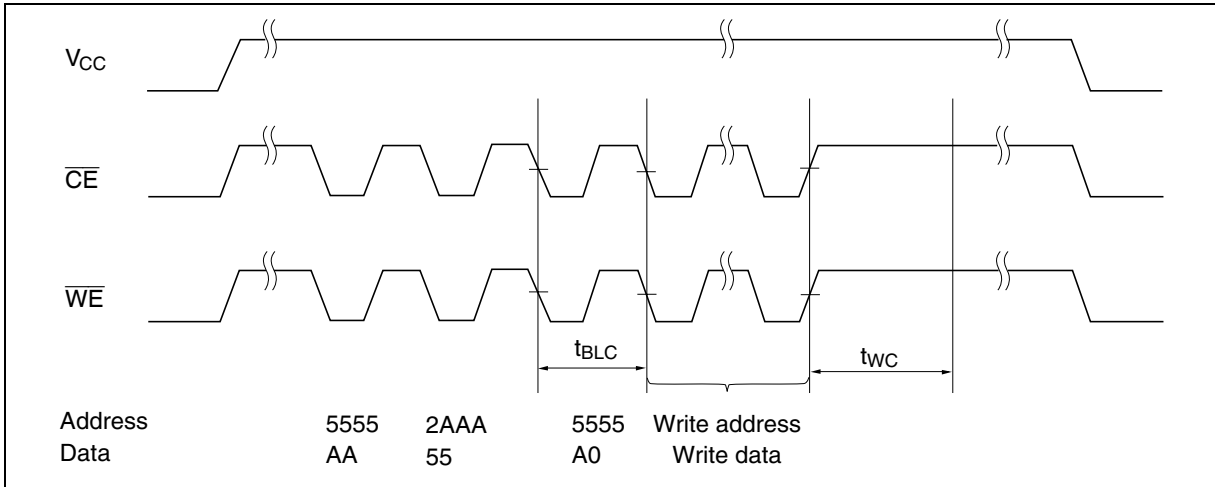 VCC
CE
WE
tBLC
tWC
Address 5555 2AAA 5555 Write address
Data AA 55 A0 Write data